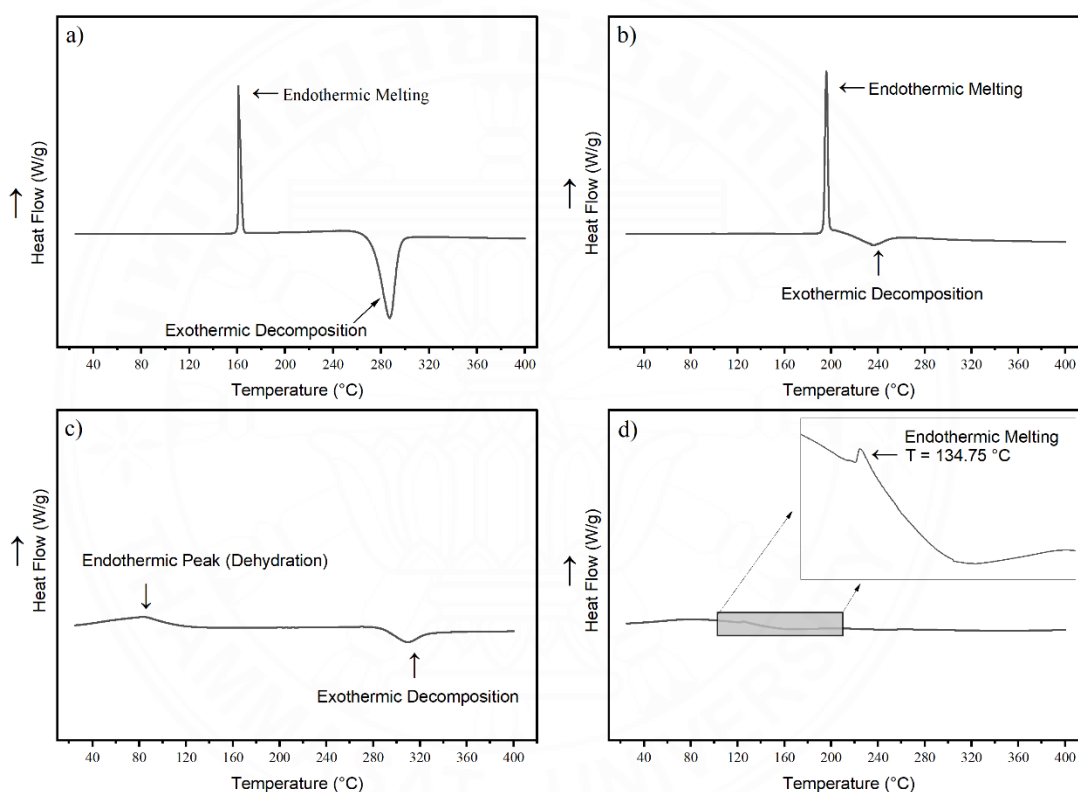 a)
← Endothermic Melting
Exothermic Decomposition
↑ Heat Flow (W/g)
40 80 120 160 200 240 280 320 360 400
Temperature (°C)
b)
← Endothermic Melting
Exothermic Decomposition
↑ Heat Flow (W/g)
40 80 120 160 200 240 280 320 360 400
Temperature (°C)
c)
Endothermic Peak (Dehydration)
Exothermic Decomposition
↑ Heat Flow (W/g)
40 80 120 160 200 240 280 320 360 400
Temperature (°C)
d)
Endothermic Melting
← T = 134.75 °C
↑ Heat Flow (W/g)
40 80 120 160 200 240 280 320 360 400
Temperature (°C)